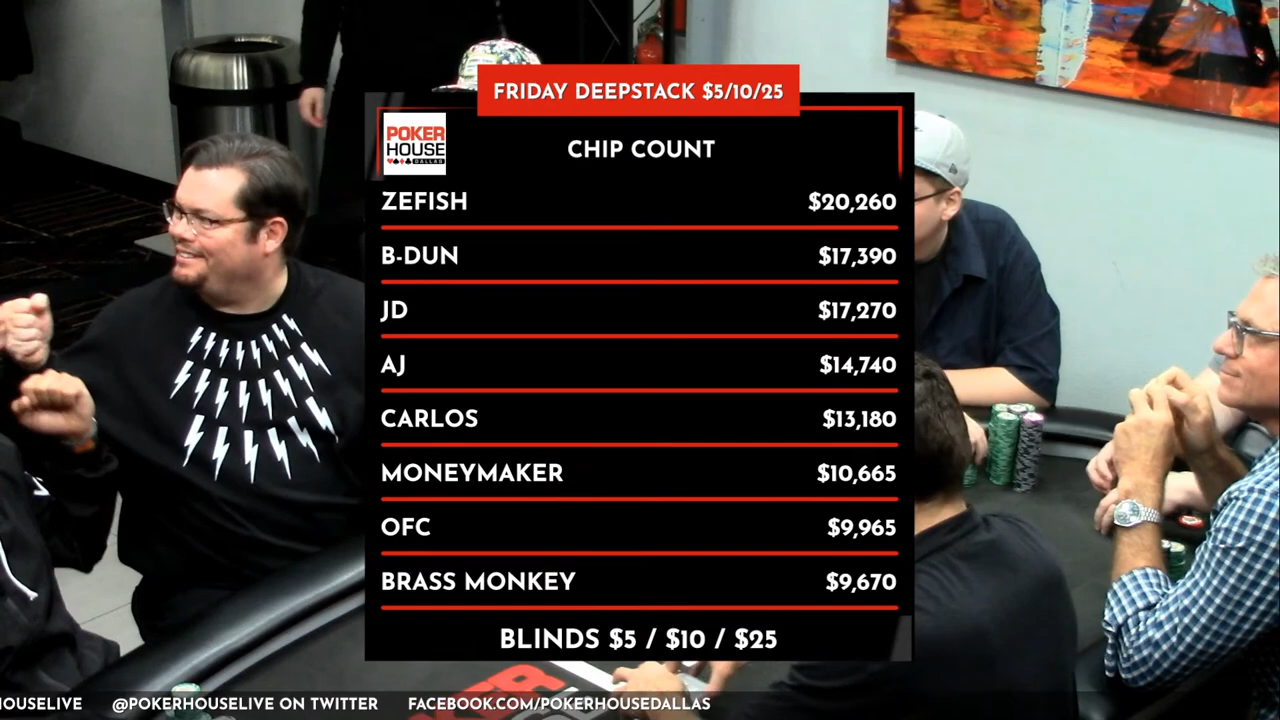 FRIDAY DEEPSTACK $5/10/25
POKER
HOUSE
DALLAS
CHIP COUNT
ZEFISH $20,260
B-DUN $17,390
JD $17,270
AJ $14,740
CARLOS $13,180
MONEYMAKER $10,665
OFC $9,965
BRASS MONKEY $9,670
BLINDS $5 / $10 / $25
HOUSELIVE @POKERHOUSELIVE ON TWITTER FACEBOOK.COM/POKERHOUSEDALLAS